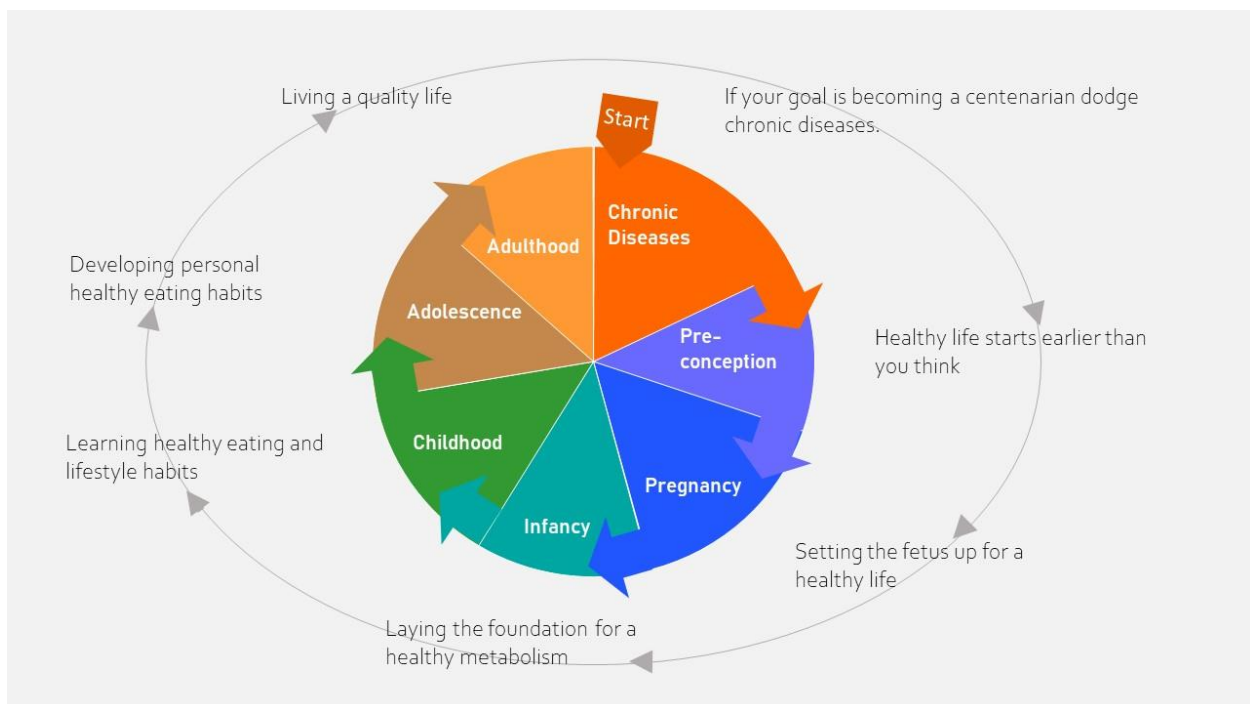 Living a quality life
If your goal is becoming a centenarian dodge
chronic diseases.
Start
Chronic
Diseases
Adulthood
Developing personal
healthy eating habits
Adolescence
Pre-
conception
Healthy life starts earlier than
you think
Childhood
Learning healthy eating and
lifestyle habits
Pregnancy
Infancy
Setting the fetus up for a
healthy life
Laying the foundation for a
healthy metabolism